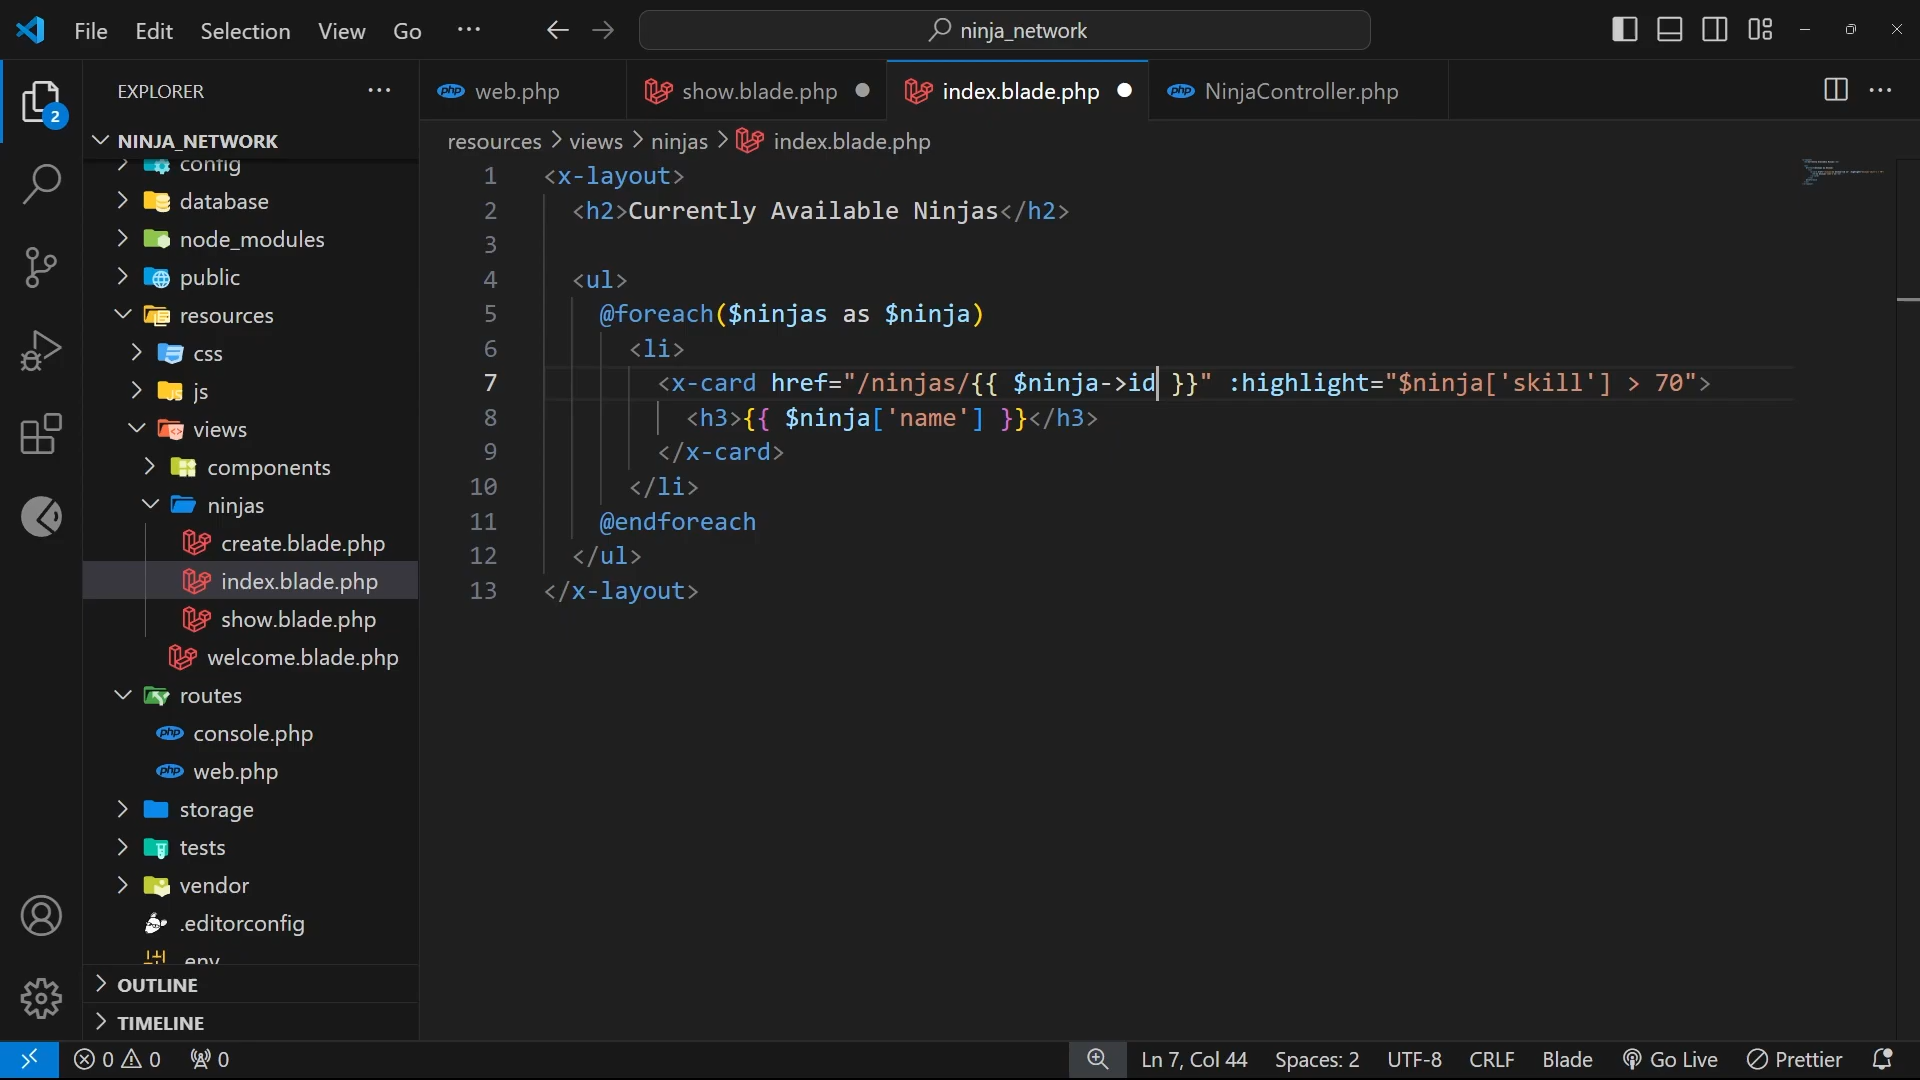 File Edit Selection View Go
ninja_network
EXPLORER
2
web.php
show.blade.php
index.blade.php
NinjaController.php
NINJA_NETWORK
resources > views > ninjas > index.blade.php
config
database
node_modules
public
resources
css
js
views
components
ninjas
create.blade.php
index.blade.php
show.blade.php
welcome.blade.php
routes
php console.php
php web.php
storage
tests
vendor
.editorconfig
.env
OUTLINE
TIMELINE
1 <x-layout>
2 <h2>Currently Available Ninjas</h2>
3
4 <ul>
5 @foreach($ninjas as $ninja)
6 <li>
7 <x-card href="/ninjas/{{ $ninja->id }}" :highlight="$ninja['skill'] > 70">
8 <h3>{{ $ninja['name'] }}</h3>
9 </x-card>
10 </li>
11 @endforeach
12 </ul>
13 </x-layout>
0 0 0
Ln 7, Col 44 Spaces: 2 UTF-8 CRLF Blade Go Live Prettier